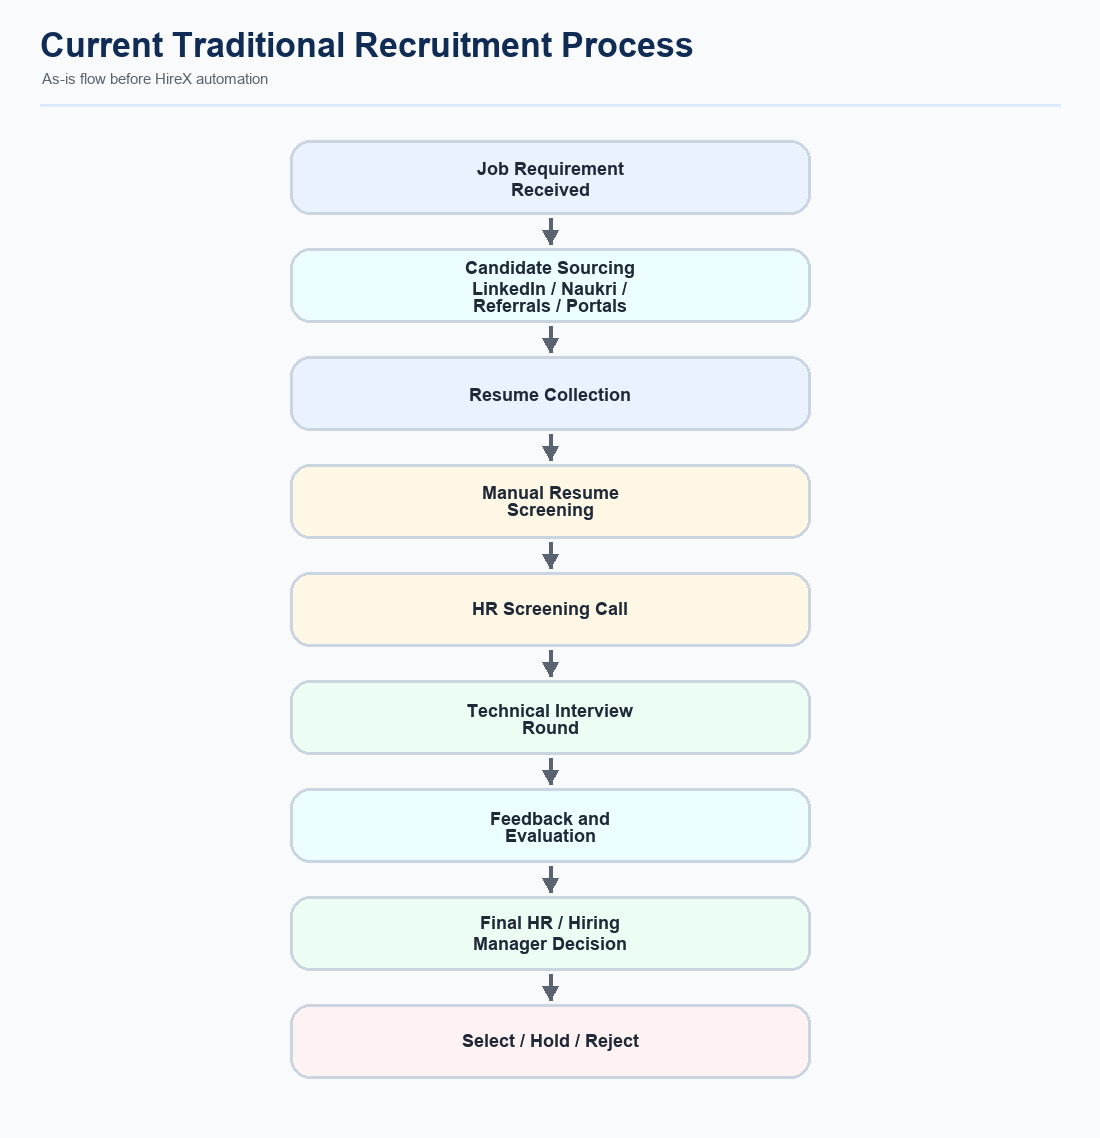 Current Traditional Recruitment Process
As-is flow before HireX automation
Job Requirement
Received
Candidate Sourcing
LinkedIn / Naukri /
Referrals / Portals
Resume Collection
Manual Resume
Screening
HR Screening Call
Technical Interview
Round
Feedback and
Evaluation
Final HR / Hiring
Manager Decision
Select / Hold / Reject